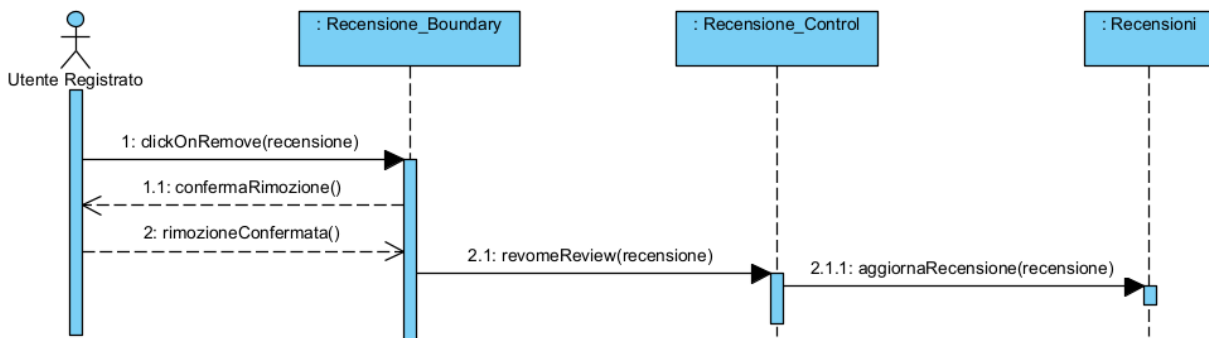 : Recensione_Boundary
: Recensione_Control
: Recensioni
Utente Registrato
1: clickOnRemove(recensione)
1.1: confermaRimozione()
2: rimozioneConfermata()
2.1: revomeReview(recensione)
2.1.1: aggiornaRecensione(recensione)